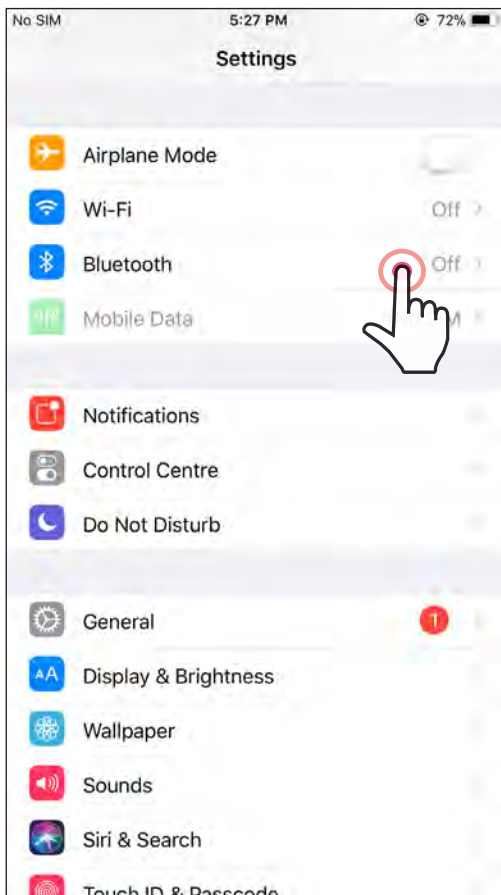 No SIM 5:27 PM 72%
Settings
Airplane Mode
Wi-Fi Off
Bluetooth Off
Mobile Data
Notifications
Control Centre
Do Not Disturb
General 1
AA Display & Brightness
Wallpaper
Sounds
Siri & Search
Touch ID & Passcode